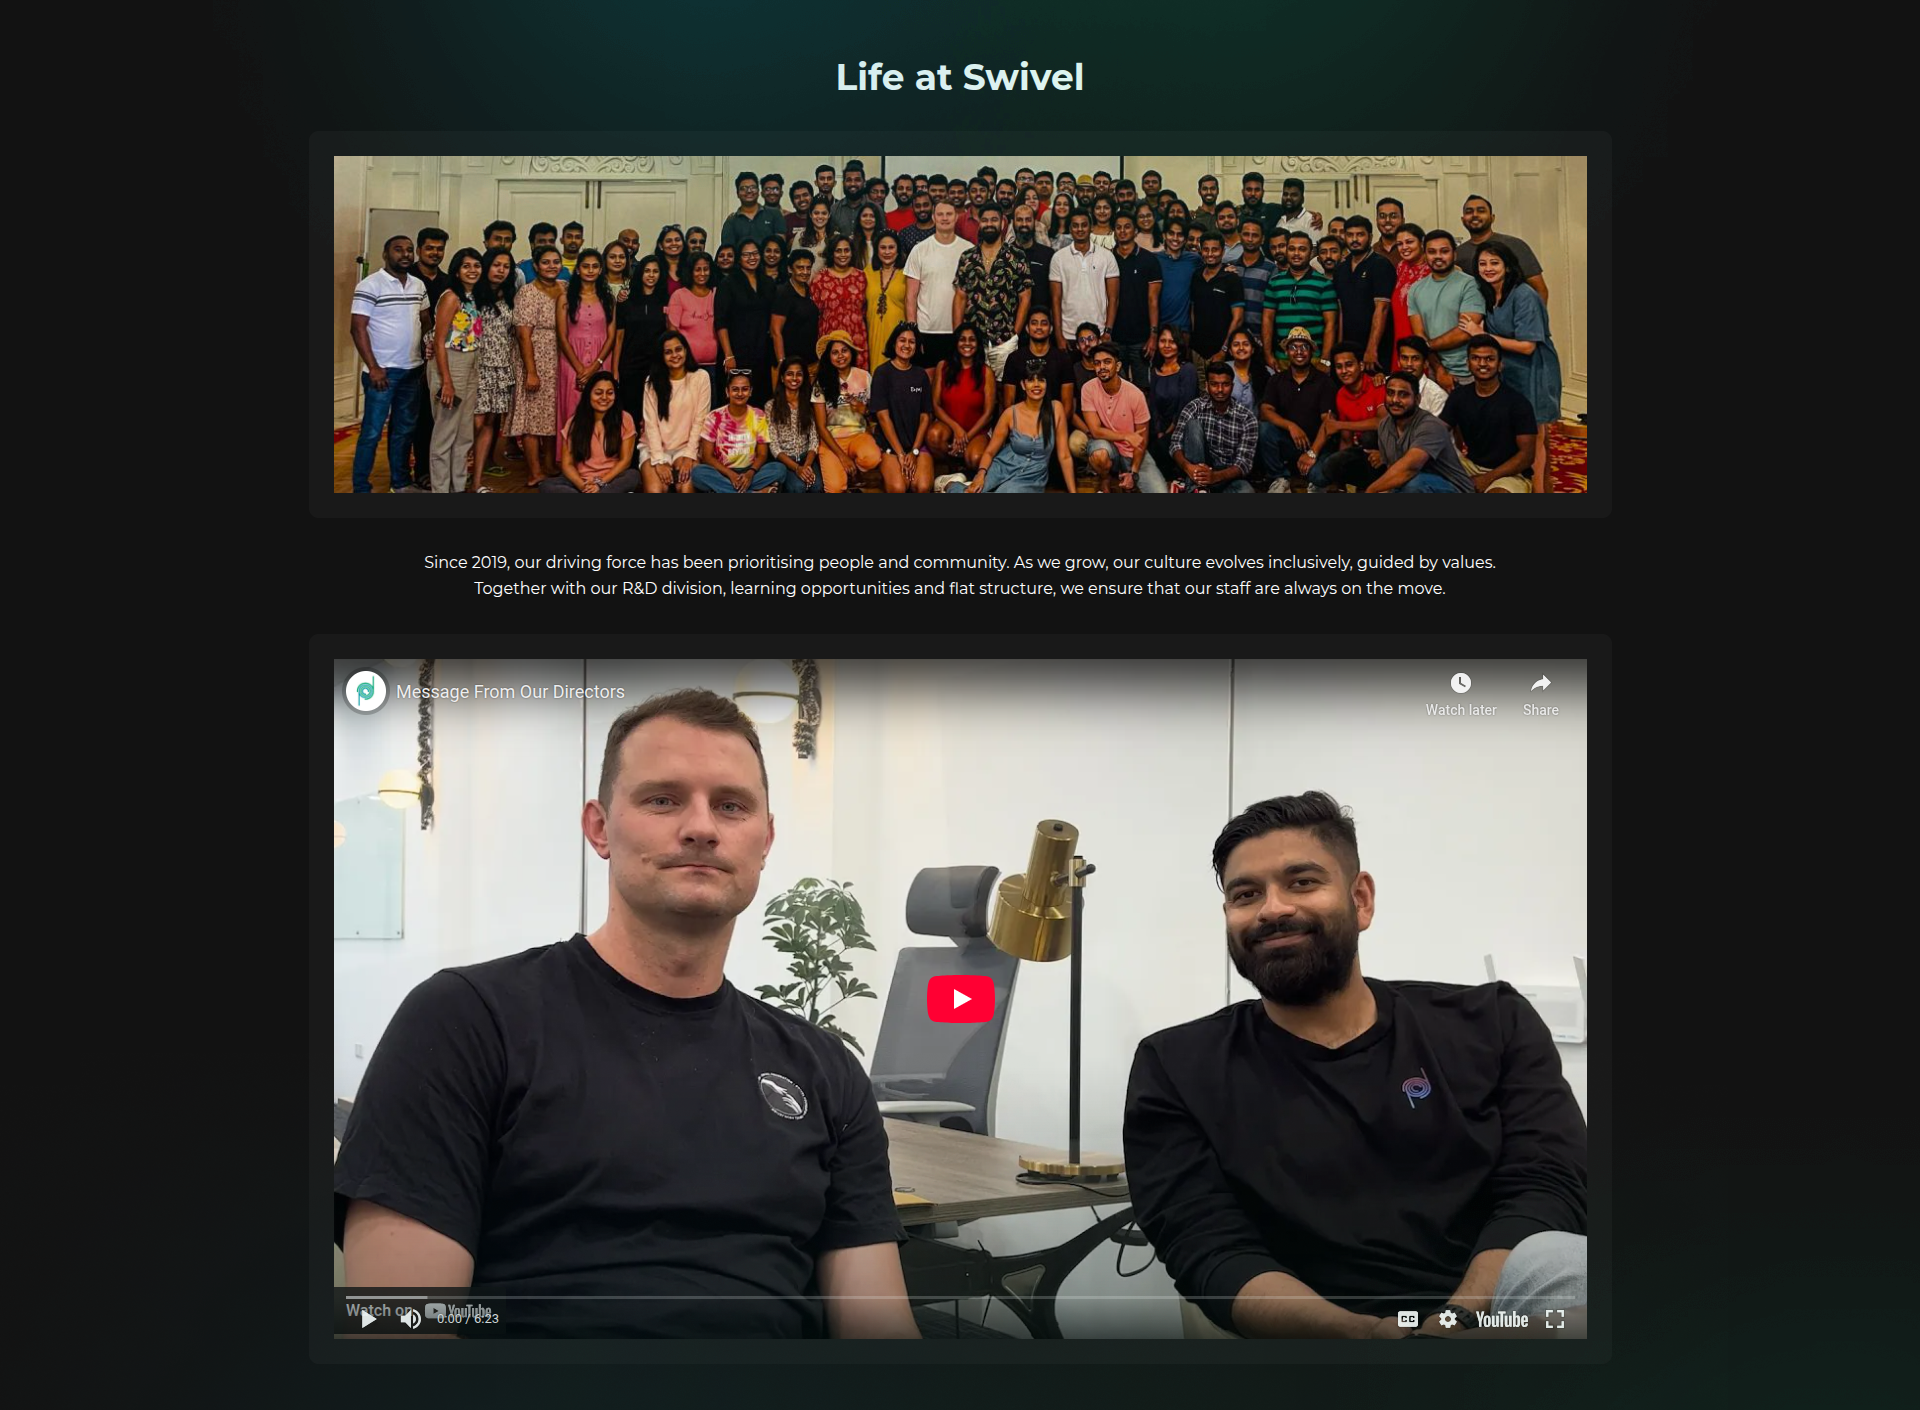 Life at Swivel
Since 2019, our driving force has been prioritising people and community. As we grow, our culture evolves inclusively, guided by values.
Together with our R&D division, learning opportunities and flat structure, we ensure that our staff are always on the move.
Message From Our Directors
Watch later
Share
Watch on YouTube
0:00 / 6:23
CC
YouTube